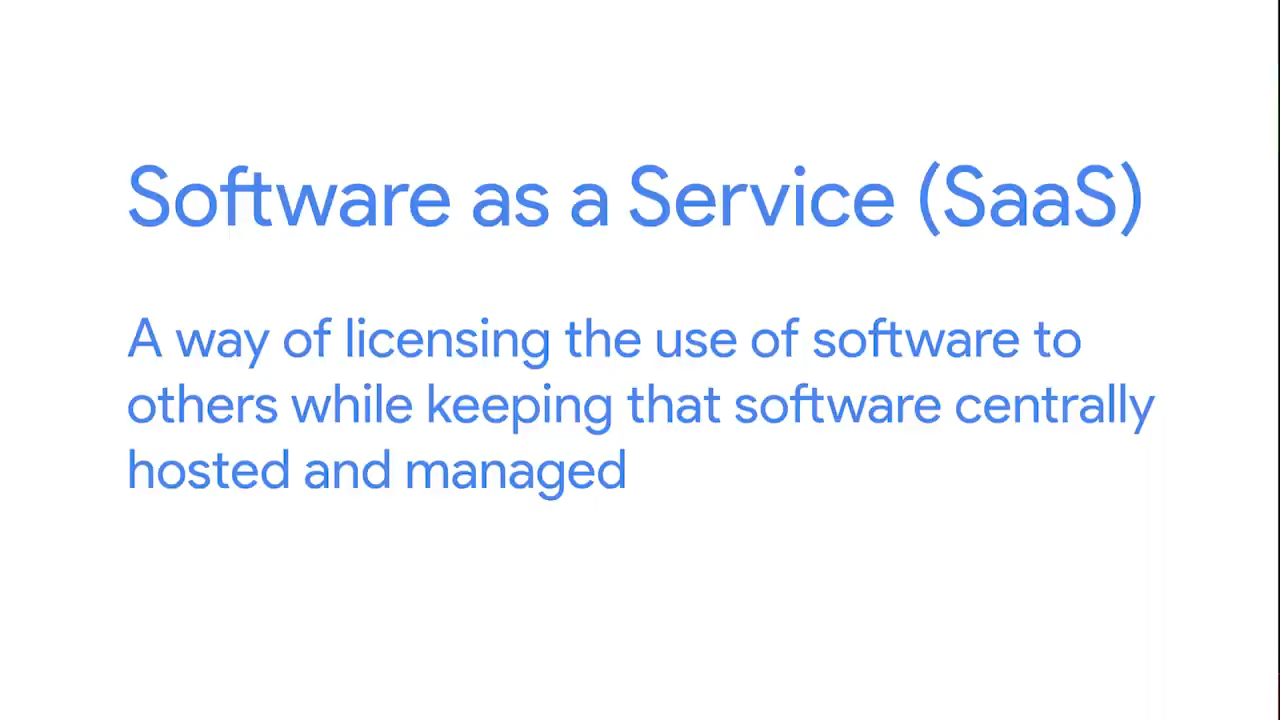 Software as a Service (SaaS)
A way of licensing the use of software to
others while keeping that software centrally
hosted and managed